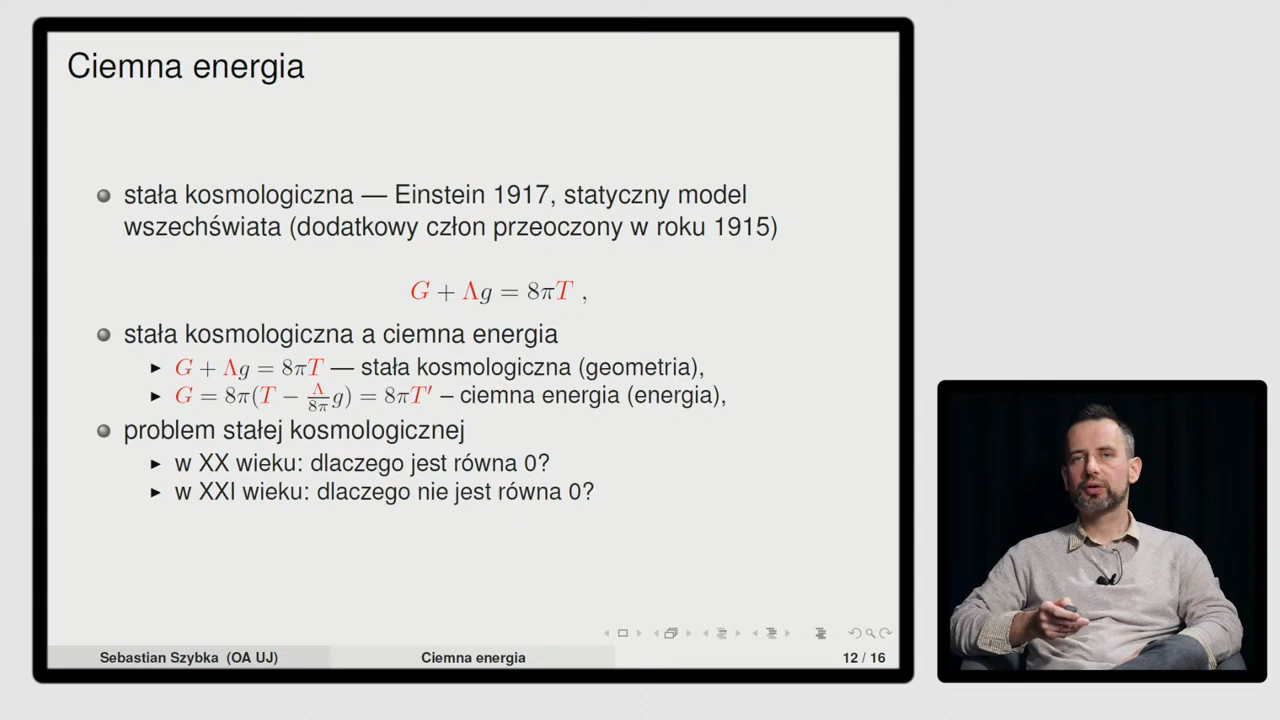 Ciemna energia
stała kosmologiczna — Einstein 1917, statyczny model
wszechświata (dodatkowy człon przeoczony w roku 1915)
G + Λg = 8πT ,
stała kosmologiczna a ciemna energia
G + Λg = 8πT — stała kosmologiczna (geometria),
G = 8π(T − Λ/8π g) = 8πT′ – ciemna energia (energia),
problem stałej kosmologicznej
w XX wieku: dlaczego jest równa 0?
w XXI wieku: dlaczego nie jest równa 0?
Sebastian Szybka (OA UJ) Ciemna energia 12 / 16